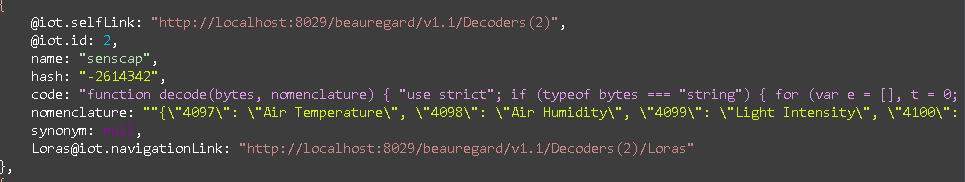 {
@iot.selfLink: "http://localhost:8029/beauregard/v1.1/Decoders(2)",
@iot.id: 2,
name: "senscap",
hash: "-2614342",
code: "function decode(bytes, nomenclature) { "use strict"; if (typeof bytes === "string") { for (var e = [], t = 0;
nomenclature: ""{\"4097\": \"Air Temperature\", \"4098\": \"Air Humidity\", \"4099\": \"Light Intensity\", \"4100\":
synonym: null,
Loras@iot.navigationLink: "http://localhost:8029/beauregard/v1.1/Decoders(2)/Loras"
},